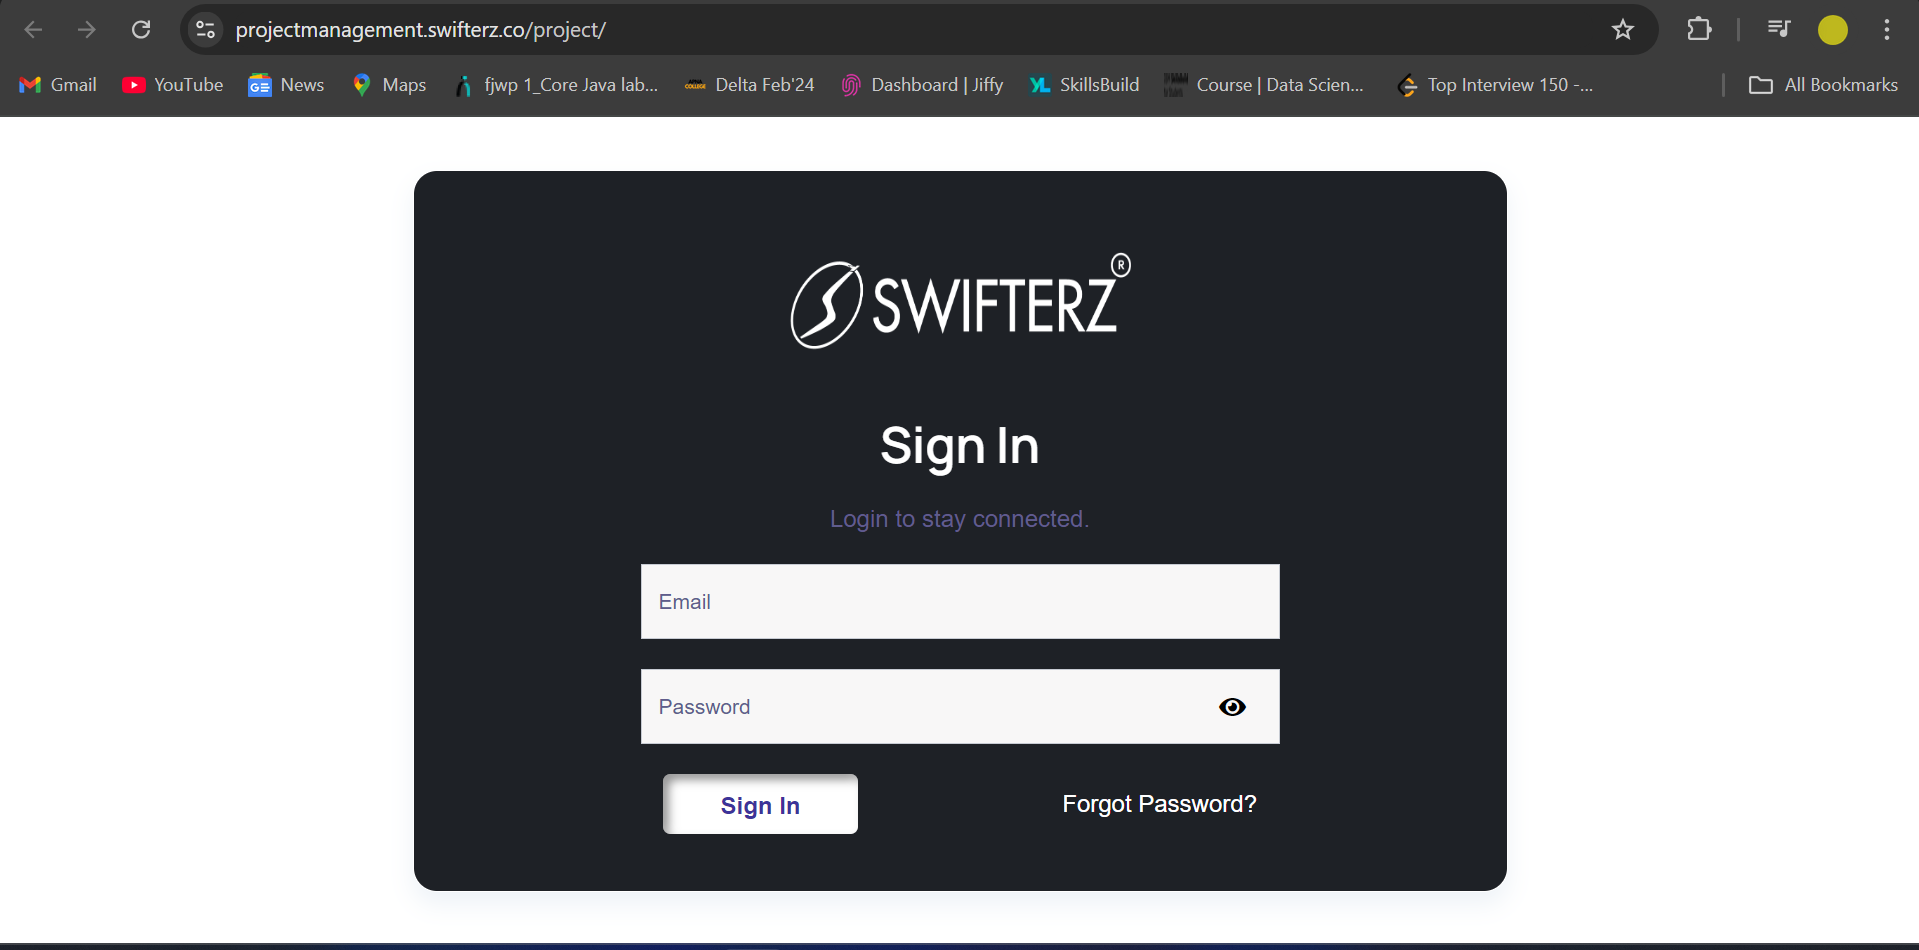 projectmanagement.swifterz.co/project/
Gmail YouTube News Maps fjwp 1_Core Java lab... Delta Feb'24 Dashboard | Jiffy SkillsBuild Course | Data Scien... Top Interview 150 -... All Bookmarks
SWIFTERZ ®
Sign In
Login to stay connected.
Email
Password
Sign In Forgot Password?